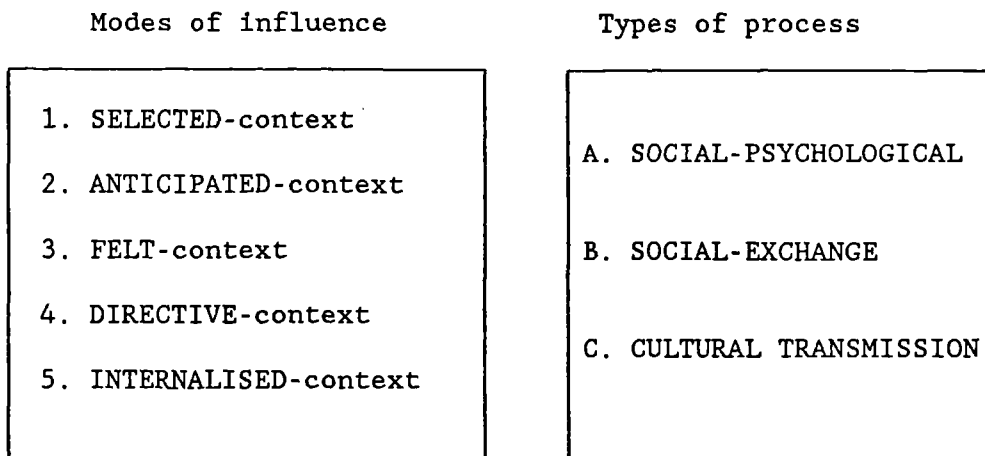 Modes of influence
1. SELECTED-context
2. ANTICIPATED-context
3. FELT-context
4. DIRECTIVE-context
5. INTERNALISED-context
Types of process
A. SOCIAL-PSYCHOLOGICAL
B. SOCIAL-EXCHANGE
C. CULTURAL TRANSMISSION